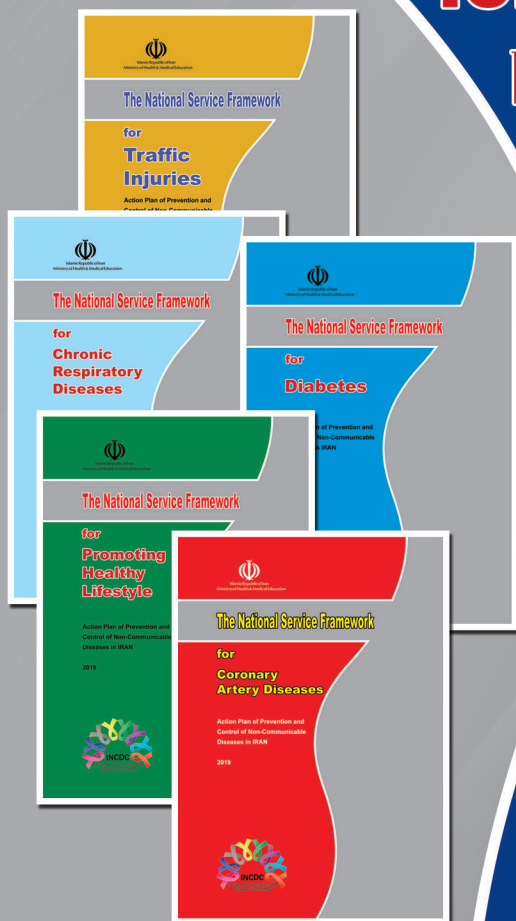 Islamic Republic of Iran
Ministry of Health & Medical Education
The National Service Framework
for
Traffic
Injuries
Action Plan of Prevention and
Control of Non-Communicable
Islamic Republic of Iran
Ministry of Health & Medical Education
The National Service Framework
for
Chronic
Respiratory
Diseases
Islamic Republic of Iran
Ministry of Health & Medical Education
The National Service Framework
for
Diabetes
of Prevention and
Non-Communicable
in IRAN
Islamic Republic of Iran
Ministry of Health & Medical Education
The National Service Framework
for
Promoting
Healthy
Lifestyle
Action Plan of Prevention and
Control of Non-Communicable
Diseases in IRAN
2019
INCDC
Islamic Republic of Iran
Ministry of Health & Medical Education
The National Service Framework
for
Coronary
Artery Diseases
Action Plan of Prevention and
Control of Non-Communicable
Diseases in IRAN
2019
INCDC